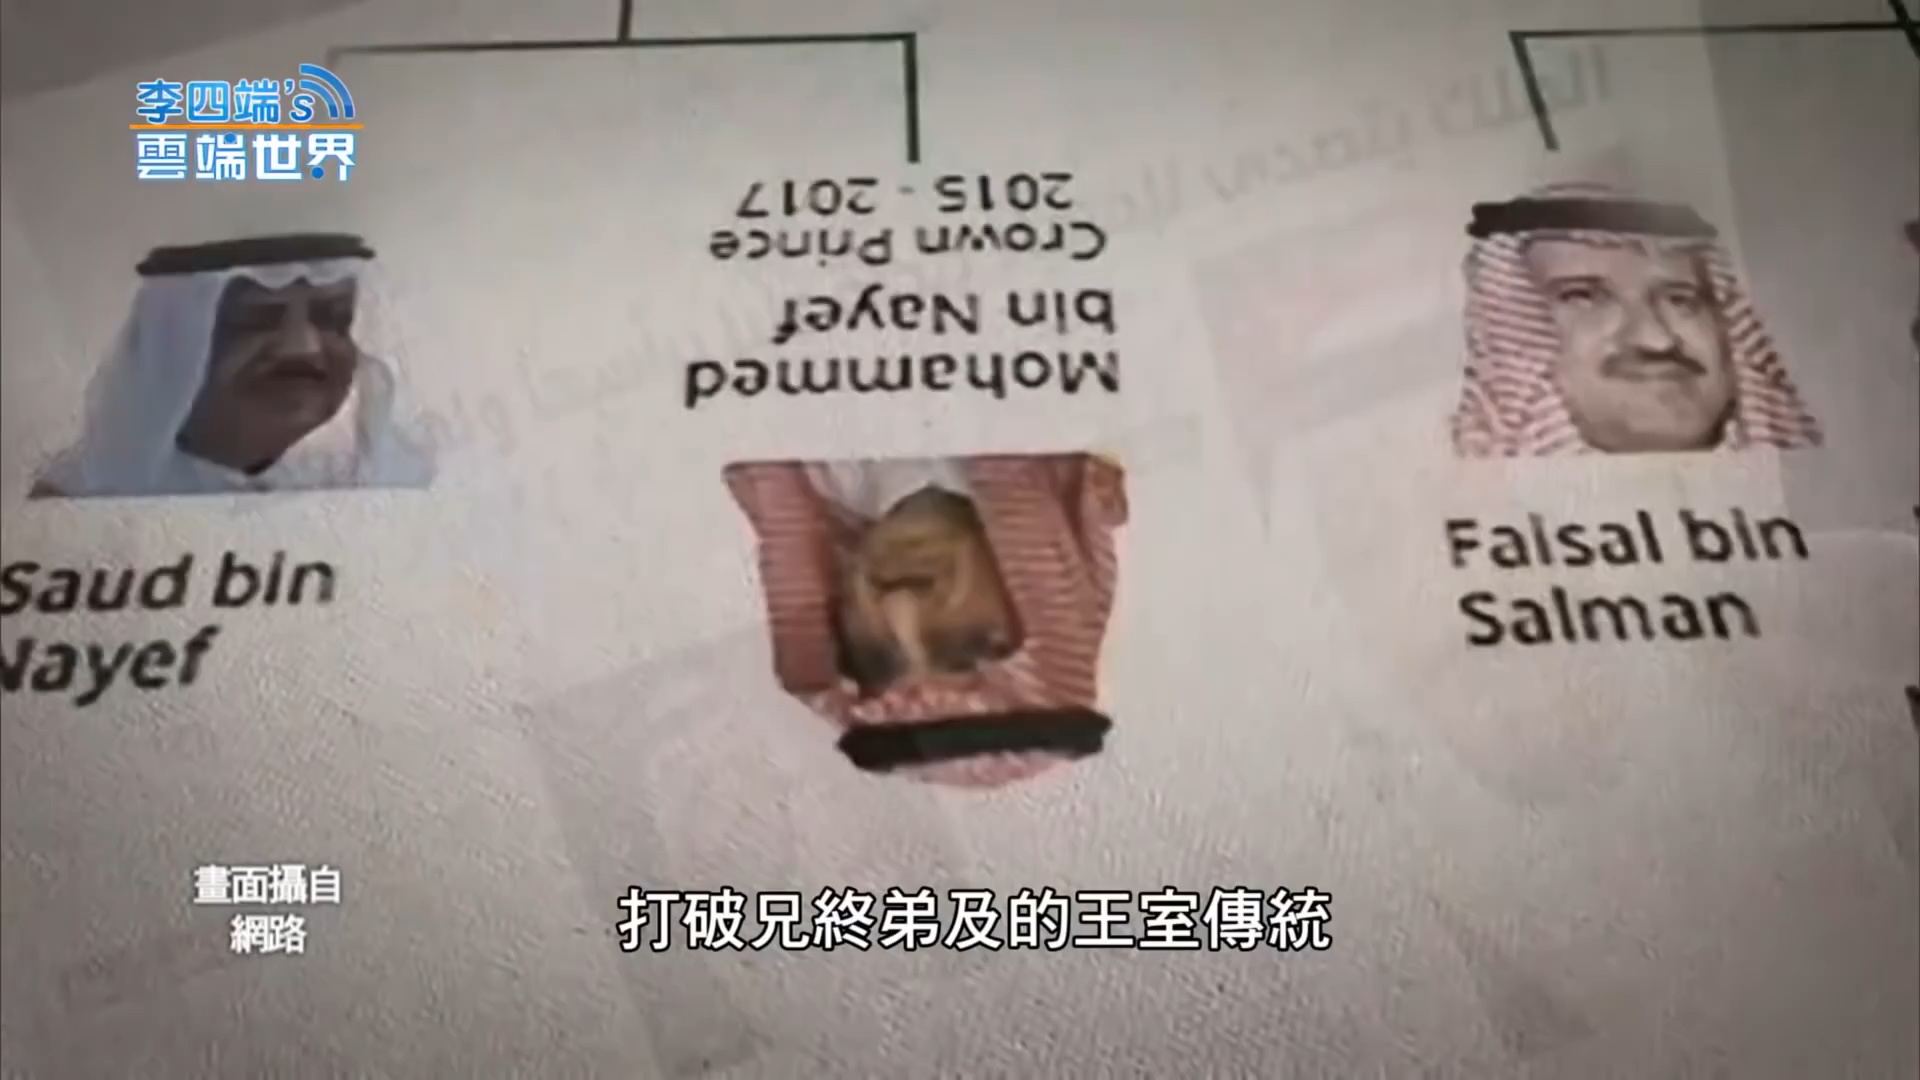 李四端's
雲端世界
Mohammed
bin Nayef
Crown Prince
2015 - 2017
Saud bin
Nayef
Faisal bin
Salman
畫面攝自
網路
打破兄終弟及的王室傳統